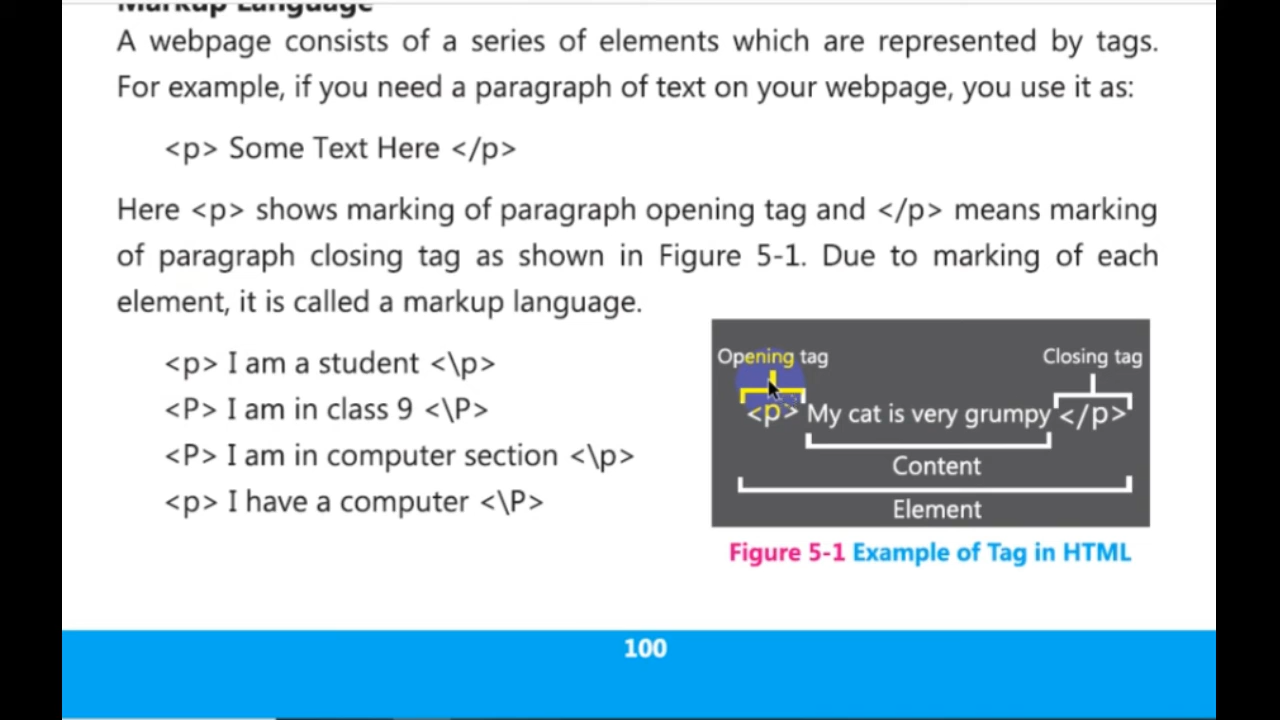 Markup Language
A webpage consists of a series of elements which are represented by tags.
For example, if you need a paragraph of text on your webpage, you use it as:
<p> Some Text Here </p>
Here <p> shows marking of paragraph opening tag and </p> means marking
of paragraph closing tag as shown in Figure 5-1. Due to marking of each
element, it is called a markup language.
<p> I am a student <\p>
<P> I am in class 9 <\P>
<P> I am in computer section <\p>
<p> I have a computer <\P>
Opening tag Closing tag
<p> My cat is very grumpy </p>
Content
Element
Figure 5-1 Example of Tag in HTML
100